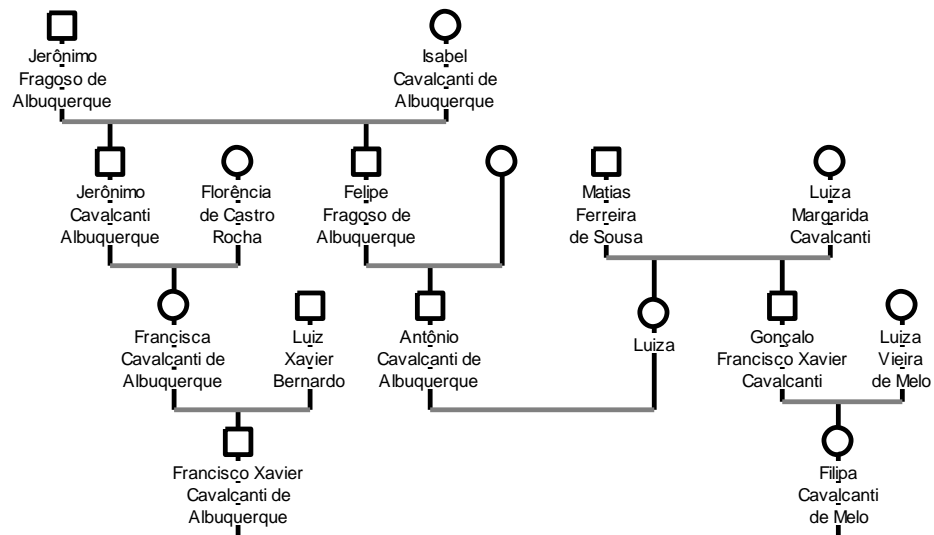 Jerônimo
Fragoso de
Albuquerque
Isabel
Cavalcanti de
Albuquerque
Jerônimo
Cavalcanti
Albuquerque
Florência
de Castro
Rocha
Felipe
Fragoso de
Albuquerque
Matias
Ferreira
de Sousa
Luiza
Margarida
Cavalcanti
Francisca
Cavalcanti de
Albuquerque
Luiz
Xavier
Bernardo
Antônio
Cavalcanti de
Albuquerque
Luiza
Gonçalo
Francisco Xavier
Cavalcanti
Luiza
Vieira
de Melo
Francisco Xavier
Cavalcanti de
Albuquerque
Filipa
Cavalcanti
de Melo